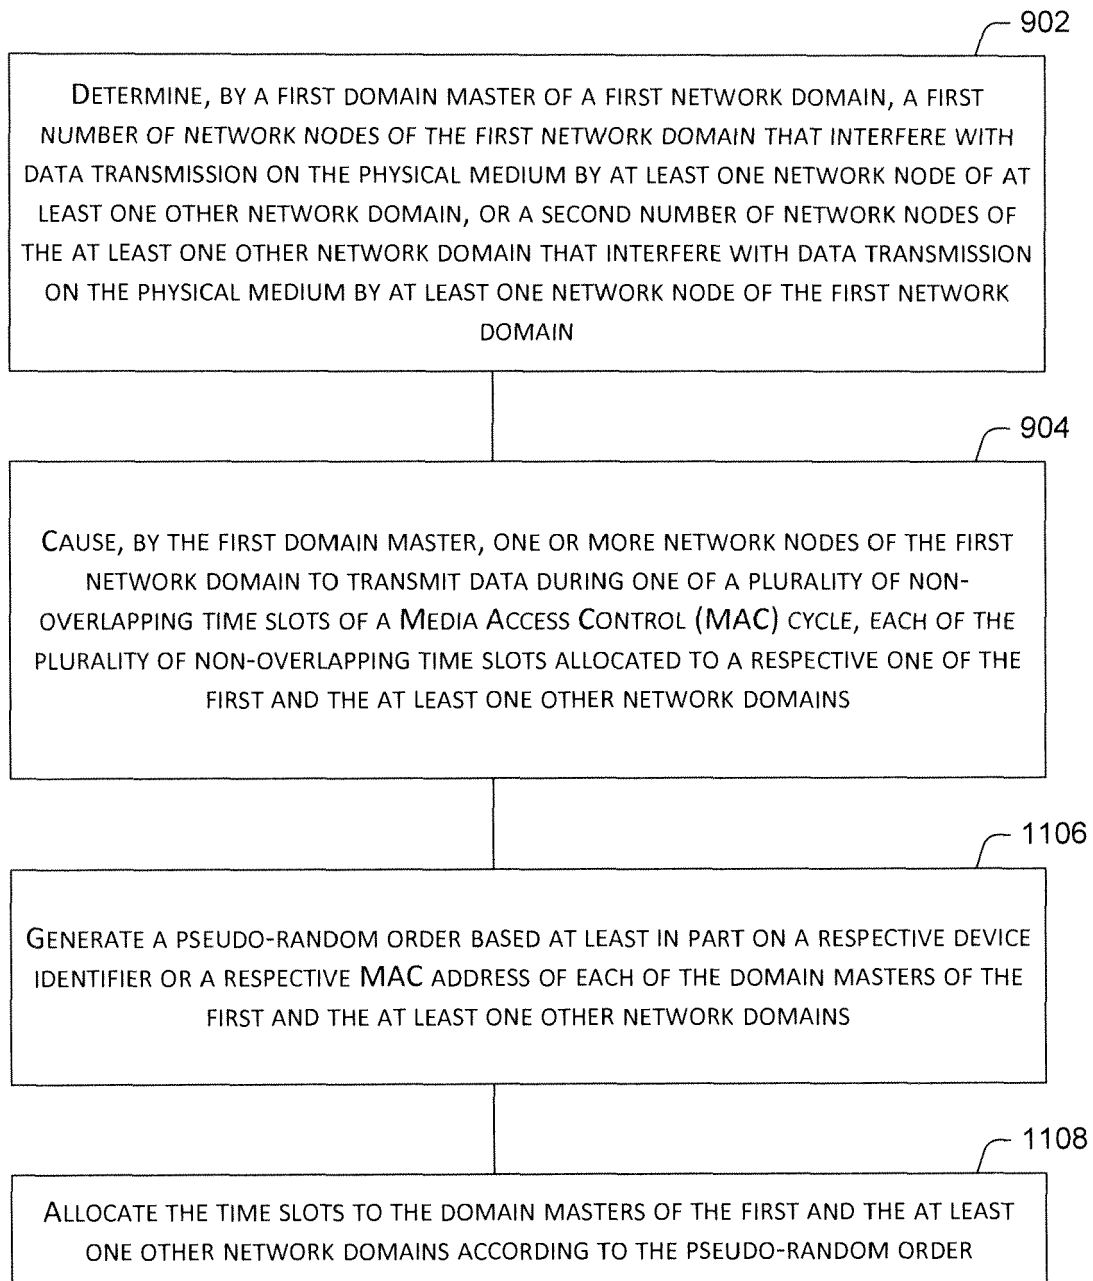 902
DETERMINE, BY A FIRST DOMAIN MASTER OF A FIRST NETWORK DOMAIN, A FIRST
NUMBER OF NETWORK NODES OF THE FIRST NETWORK DOMAIN THAT INTERFERE WITH
DATA TRANSMISSION ON THE PHYSICAL MEDIUM BY AT LEAST ONE NETWORK NODE OF AT
LEAST ONE OTHER NETWORK DOMAIN, OR A SECOND NUMBER OF NETWORK NODES OF
THE AT LEAST ONE OTHER NETWORK DOMAIN THAT INTERFERE WITH DATA TRANSMISSION
ON THE PHYSICAL MEDIUM BY AT LEAST ONE NETWORK NODE OF THE FIRST NETWORK
DOMAIN
904
CAUSE, BY THE FIRST DOMAIN MASTER, ONE OR MORE NETWORK NODES OF THE FIRST
NETWORK DOMAIN TO TRANSMIT DATA DURING ONE OF A PLURALITY OF NON-
OVERLAPPING TIME SLOTS OF A MEDIA ACCESS CONTROL (MAC) CYCLE, EACH OF THE
PLURALITY OF NON-OVERLAPPING TIME SLOTS ALLOCATED TO A RESPECTIVE ONE OF THE
FIRST AND THE AT LEAST ONE OTHER NETWORK DOMAINS
1106
GENERATE A PSEUDO-RANDOM ORDER BASED AT LEAST IN PART ON A RESPECTIVE DEVICE
IDENTIFIER OR A RESPECTIVE MAC ADDRESS OF EACH OF THE DOMAIN MASTERS OF THE
FIRST AND THE AT LEAST ONE OTHER NETWORK DOMAINS
1108
ALLOCATE THE TIME SLOTS TO THE DOMAIN MASTERS OF THE FIRST AND THE AT LEAST
ONE OTHER NETWORK DOMAINS ACCORDING TO THE PSEUDO-RANDOM ORDER